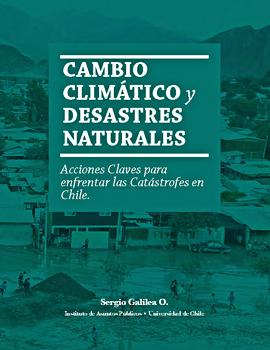 CAMBIO
CLIMÁTICO y
DESASTRES
NATURALES
Acciones Claves para
enfrentar las Catástrofes en
Chile.
Sergio Galilea O.
Instituto de Asuntos Públicos • Universidad de Chile